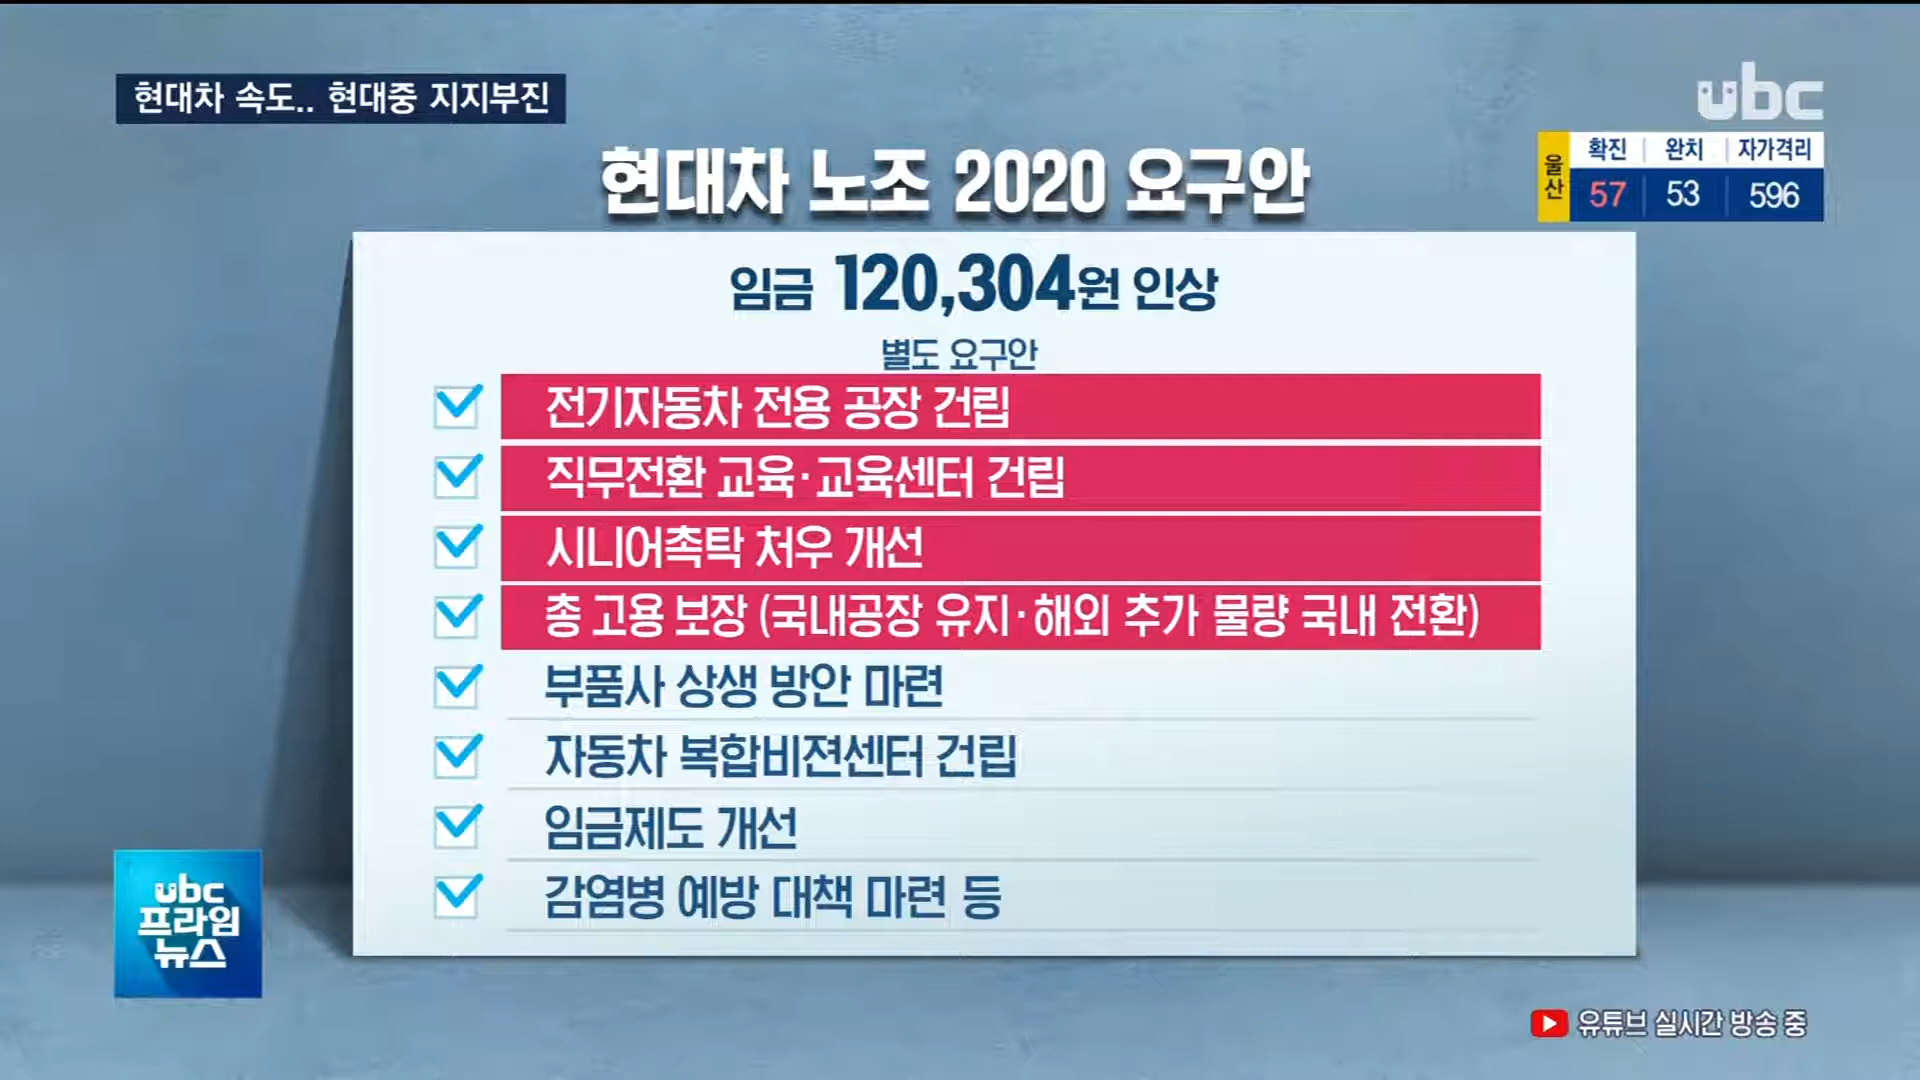 현대차 속도.. 현대중 지지부진
ubc
울산
확진 완치 자가격리
57 53 596
현대차 노조 2020 요구안
임금 120,304원 인상
별도 요구안
전기자동차 전용 공장 건립
직무전환 교육·교육센터 건립
시니어촉탁 처우 개선
총 고용 보장 (국내공장 유지·해외 추가 물량 국내 전환)
부품사 상생 방안 마련
자동차 복합비젼센터 건립
임금제도 개선
감염병 예방 대책 마련 등
ubc
프라임
뉴스
유튜브 실시간 방송 중